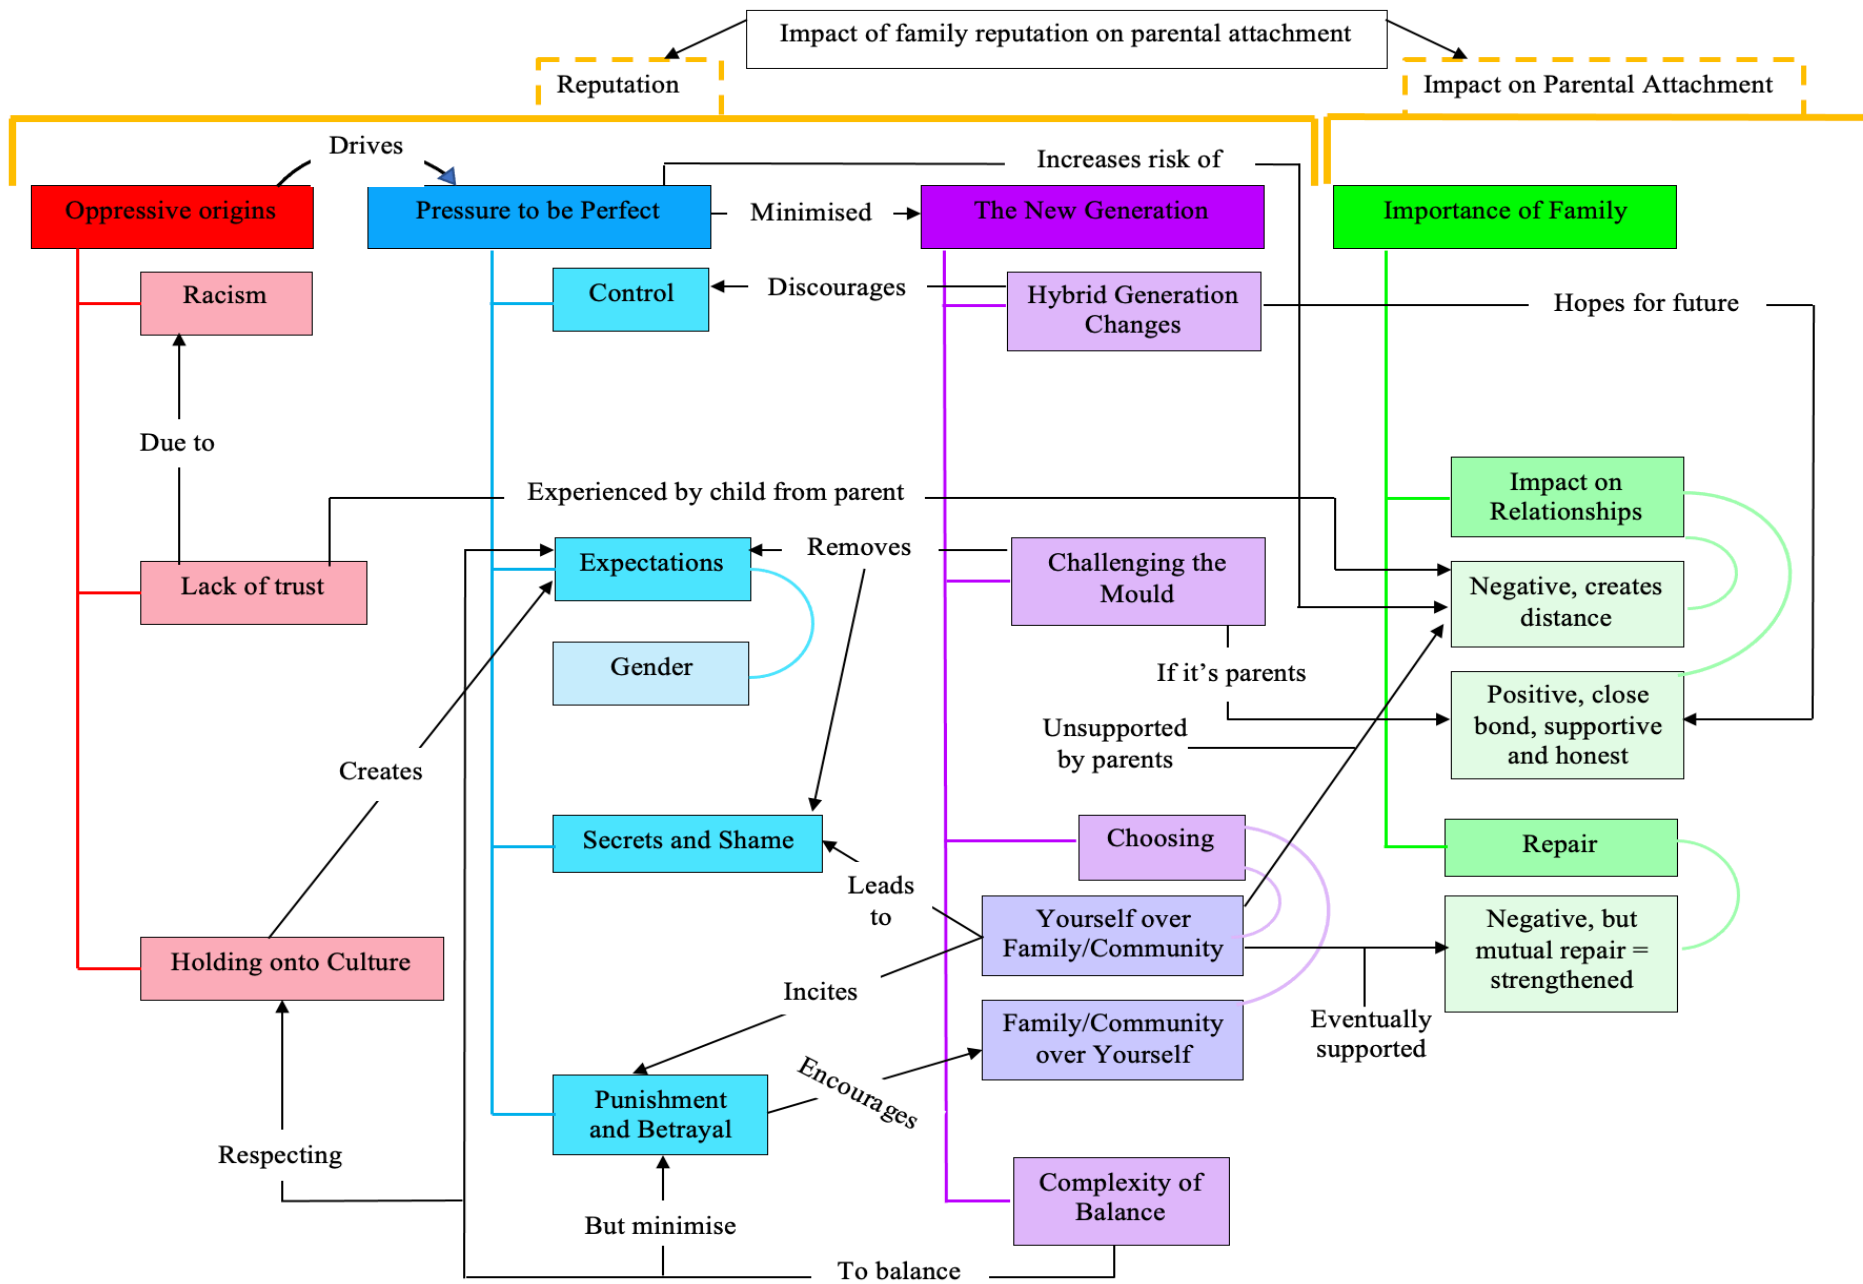 Impact of family reputation on parental attachment
Reputation
Impact on Parental Attachment
Drives
Increases risk of
Oppressive origins
Pressure to be Perfect
Minimised
The New Generation
Importance of Family
Racism
Control
Discourages
Hybrid Generation
Changes
Hopes for future
Due to
Experienced by child from parent
Impact on
Relationships
Lack of trust
Expectations
Removes
Challenging the
Mould
Negative, creates
distance
Gender
If it’s parents
Positive, close
bond, supportive
and honest
Unsupported
by parents
Creates
Secrets and Shame
Choosing
Repair
Leads
to
Yourself over
Family/Community
Negative, but
mutual repair =
strengthened
Holding onto Culture
Incites
Family/Community
over Yourself
Eventually
supported
Encourages
Punishment
and Betrayal
Respecting
Complexity of
Balance
But minimise
To balance